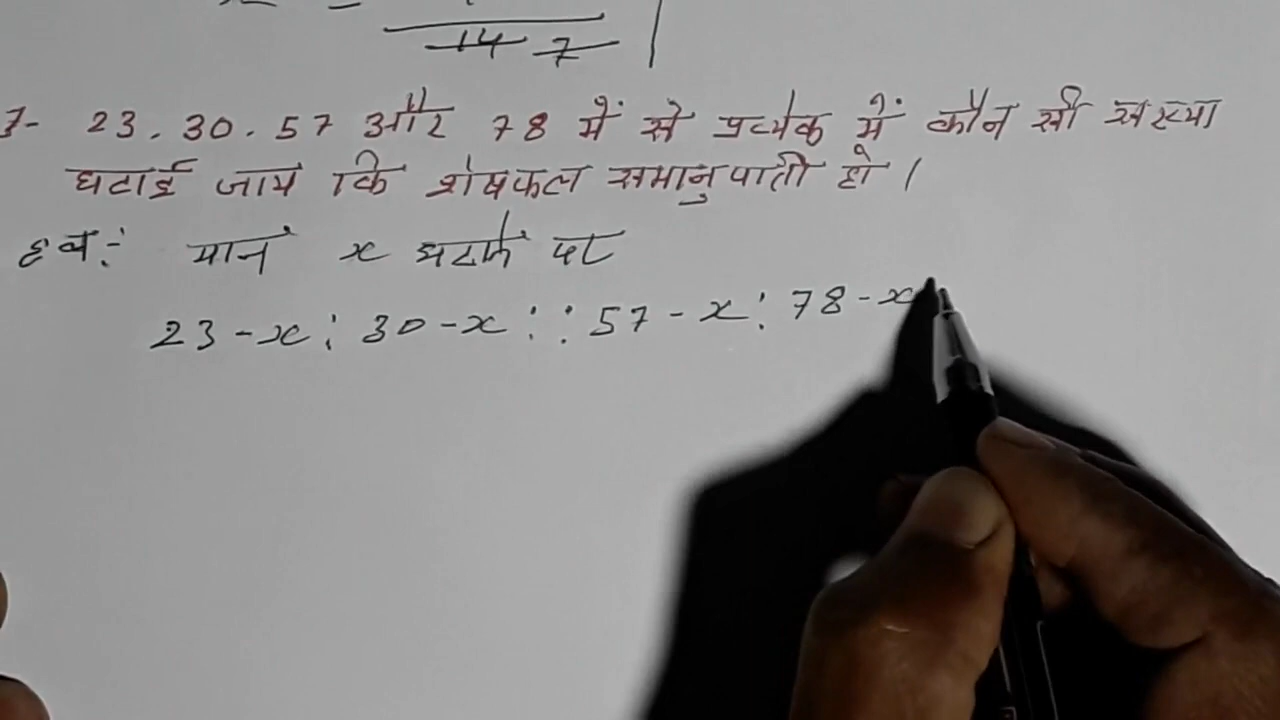 14 7
7- 23. 30. 57 और 78 में से प्रत्येक में कौन सी संख्या
घटाई जाय कि शेषफल समानुपाती हो।
हल:- माना x घटाने पर
23-x : 30-x :: 57-x : 78-x